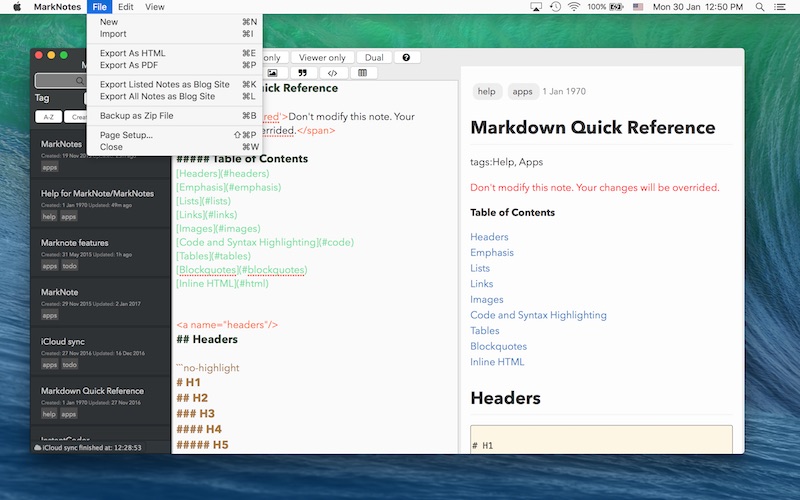 MarkNotes File Edit View 100% Mon 30 Jan 12:50 PM
New ⌘N
Import ⌘I
Export As HTML ⌘E
Export As PDF ⌘P
Export Listed Notes as Blog Site ⌘K
Export All Notes as Blog Site ⌘L
Backup as Zip File ⌘B
Page Setup... ⇧⌘P
Close ⌘W
M
Tag
A-Z Crea
MarkNotes
Created: 19 Nov
apps
Help for MarkNote/MarkNotes
Created: 1 Jan 1970 Updated: 49m ago
help apps
Marknote features
Created: 31 May 2015 Updated: 1h ago
apps todo
MarkNote
Created: 29 Nov 2015 Updated: 2 Jan 2017
apps
iCloud sync
Created: 27 Nov 2016 Updated: 16 Dec 2016
apps todo
Markdown Quick Reference
Created: 1 Jan 1970 Updated: 27 Nov 2016
help apps
InstantCoder
iCloud sync finished at: 12:28:53
only Viewer only Dual ?
</>
ck Reference
red'>Don't modify this note. Your
overrided.</span>
##### Table of Contents
[Headers](#headers)
[Emphasis](#emphasis)
[Lists](#lists)
[Links](#links)
[Images](#images)
[Code and Syntax Highlighting](#code)
[Tables](#tables)
[Blockquotes](#blockquotes)
[Inline HTML](#html)
<a name="headers"/>
## Headers
```no-highlight
# H1
## H2
### H3
#### H4
##### H5
help apps 1 Jan 1970
Markdown Quick Reference
tags:Help, Apps
Don't modify this note. Your changes will be overrided.
Table of Contents
Headers
Emphasis
Lists
Links
Images
Code and Syntax Highlighting
Tables
Blockquotes
Inline HTML
Headers
# H1